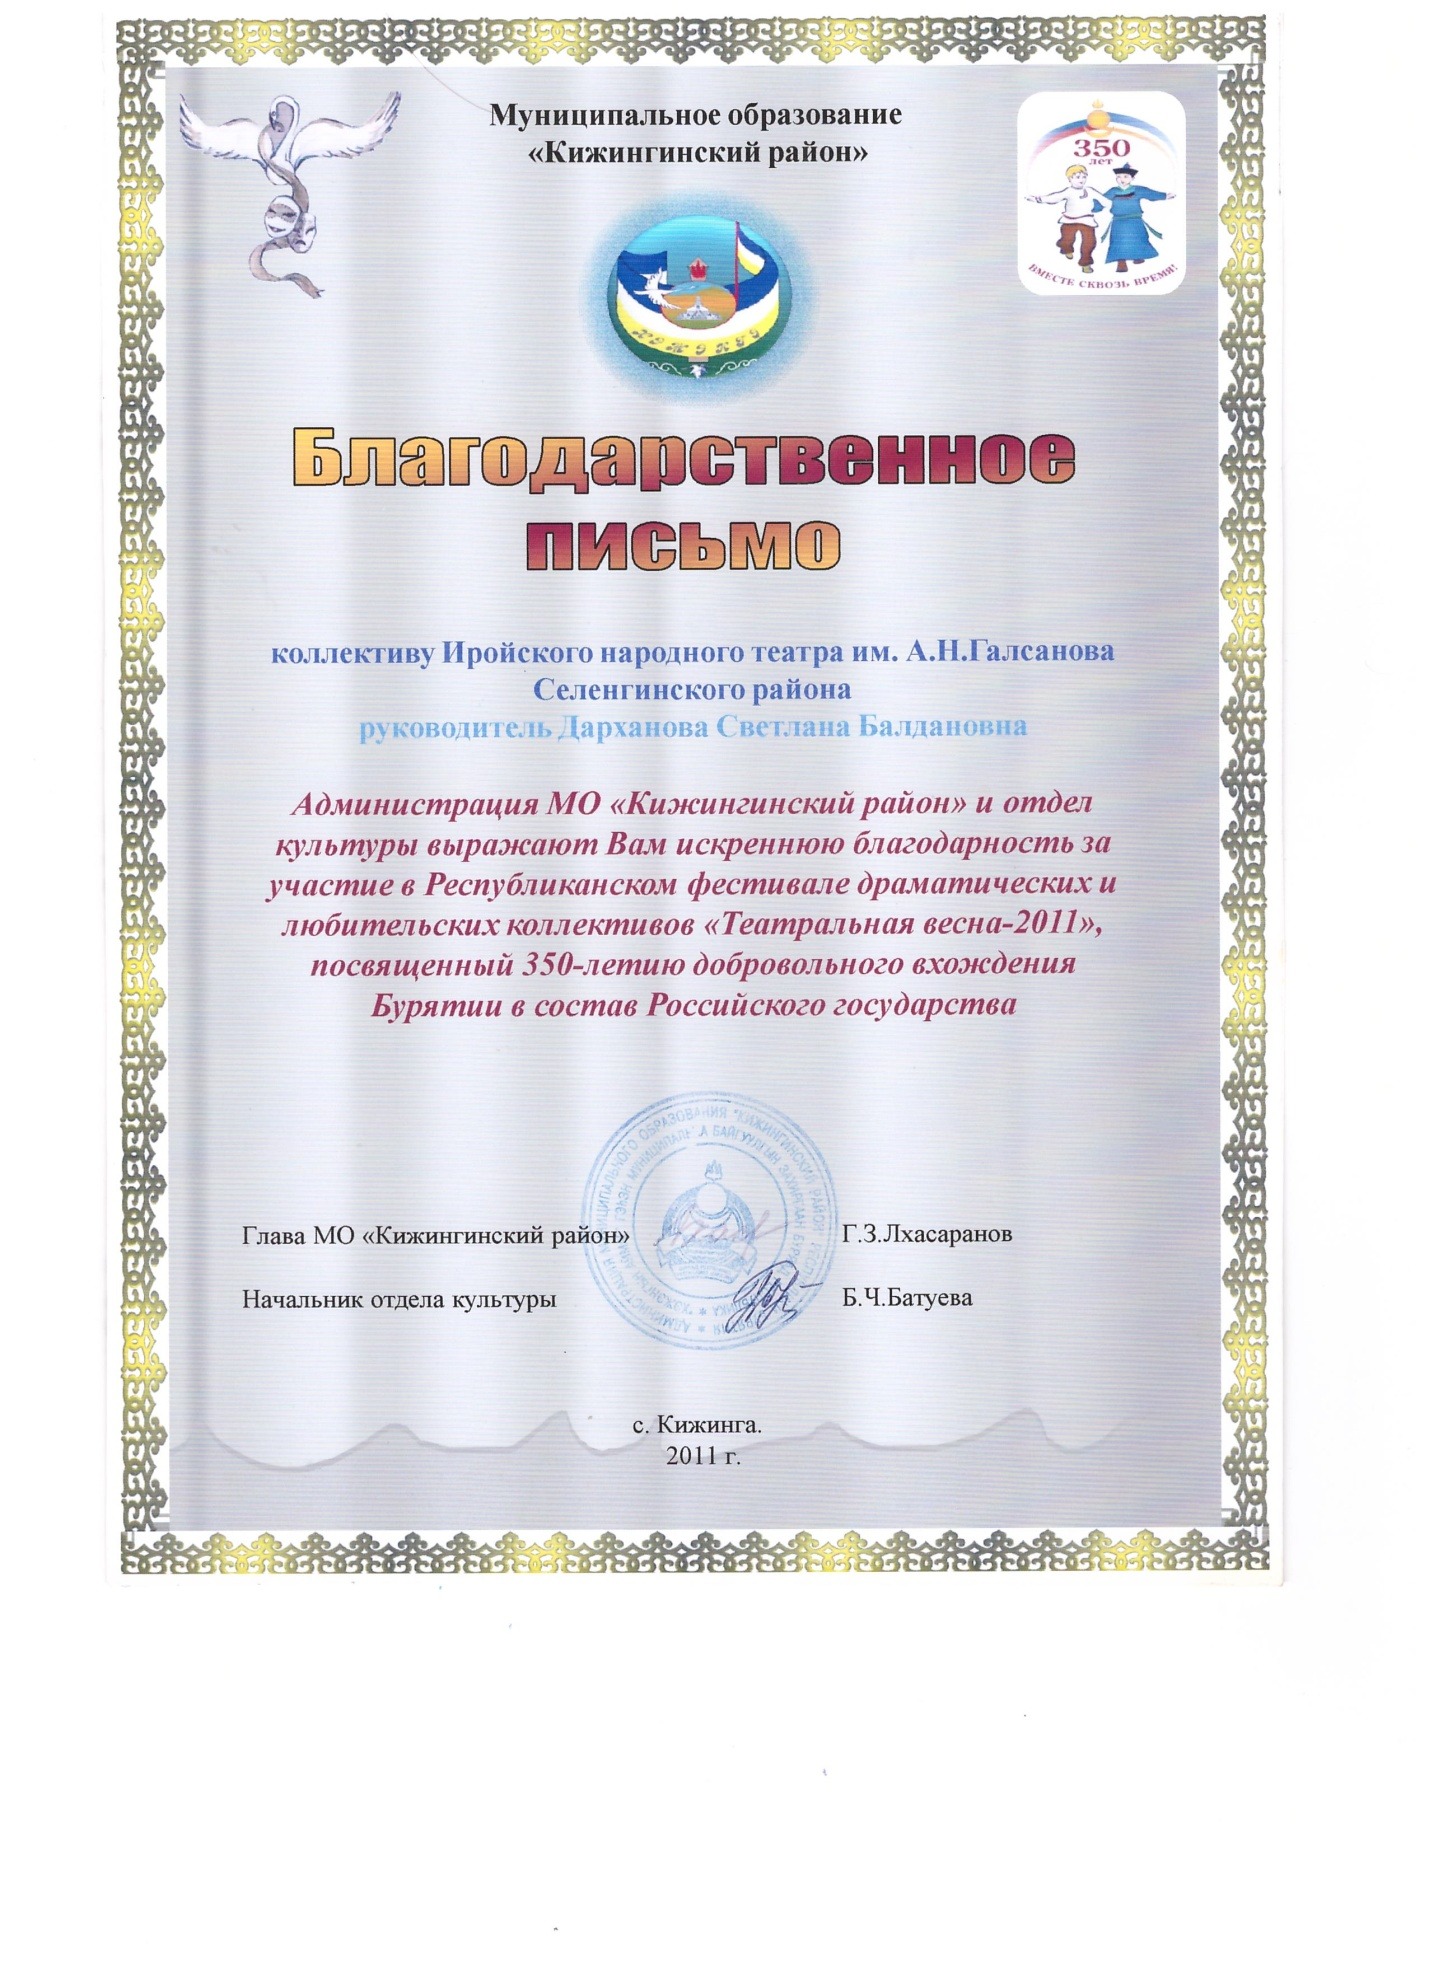 Муниципальное образование
«Кижингинский район»
350
лет
ВМЕСТЕ СКВОЗЬ ВРЕМЯ!
ХЭЖЭНГЭ
Благодарственное
письмо
коллективу Иройского народного театра им. А.Н.Галсанова
Селенгинского района
руководитель Дарханова Светлана Балдановна
Администрация МО «Кижингинский район» и отдел
культуры выражают Вам искреннюю благодарность за
участие в Республиканском фестивале драматических и
любительских коллективов «Театральная весна-2011»,
посвященный 350-летию добровольного вхождения
Бурятии в состав Российского государства
Глава МО «Кижингинский район» Г.З.Лхасаранов
Начальник отдела культуры Б.Ч.Батуева
с. Кижинга.
2011 г.